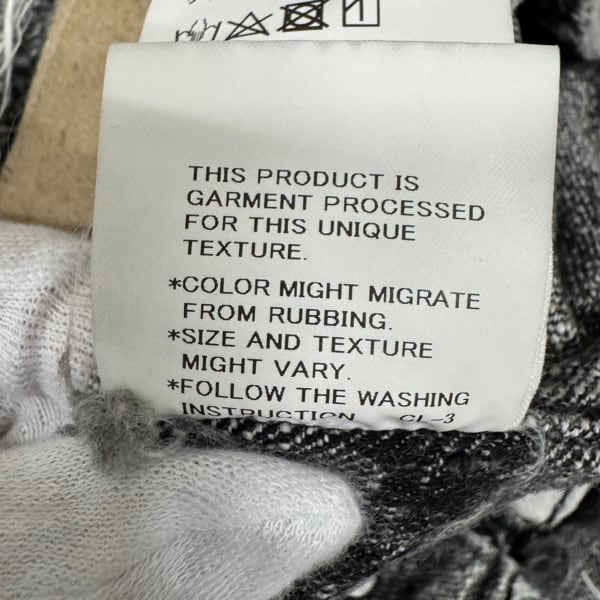 THIS PRODUCT IS
GARMENT PROCESSED
FOR THIS UNIQUE
TEXTURE.
*COLOR MIGHT MIGRATE
FROM RUBBING.
*SIZE AND TEXTURE
MIGHT VARY.
*FOLLOW THE WASHING
INSTRUCTION CL-3